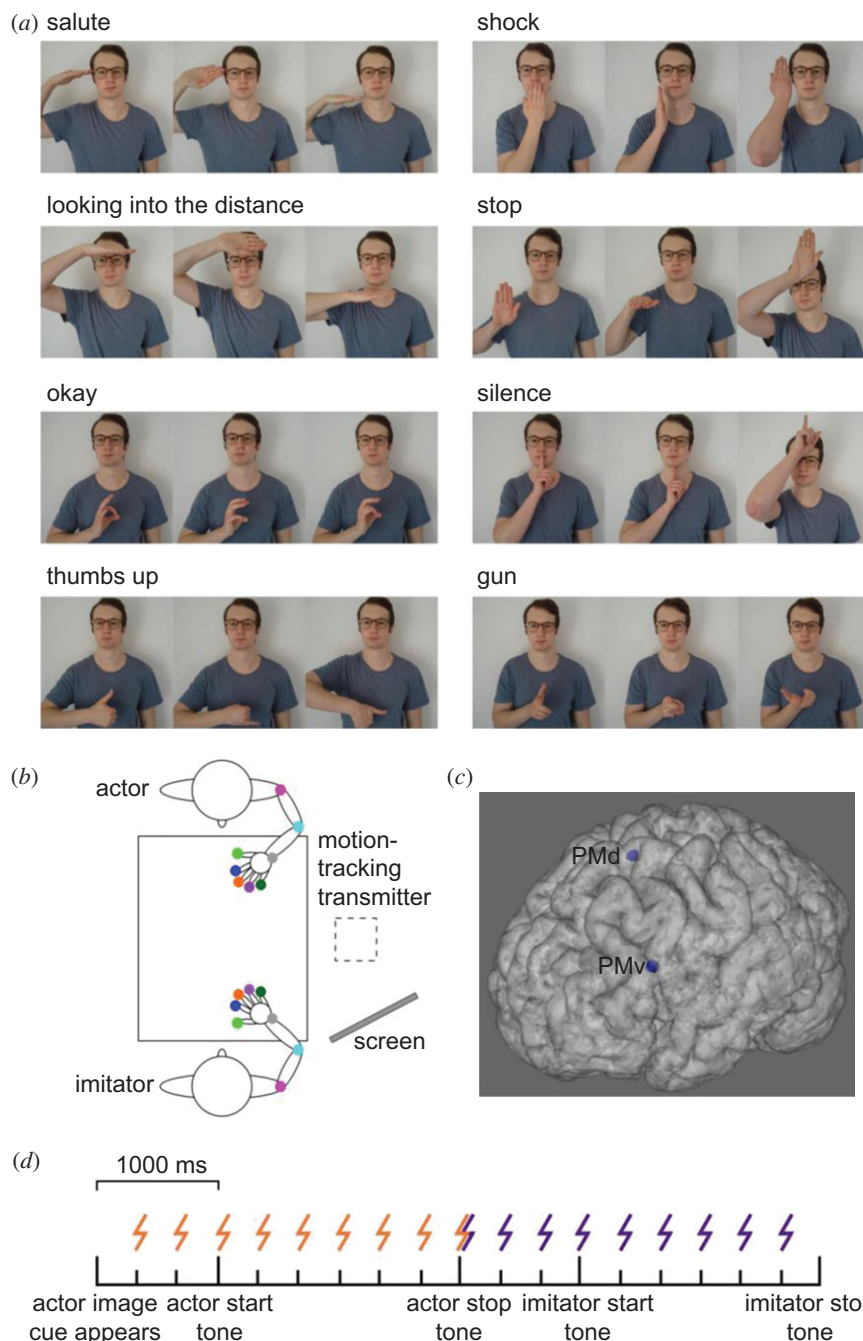 (a) salute
shock
looking into the distance
stop
okay
silence
thumbs up
gun
(b)
actor
motion-
tracking
transmitter
screen
imitator
(c)
PMd
PMv
(d)
1000 ms
actor image
cue appears
actor start
tone
actor stop
tone
imitator start
tone
imitator sto
tone